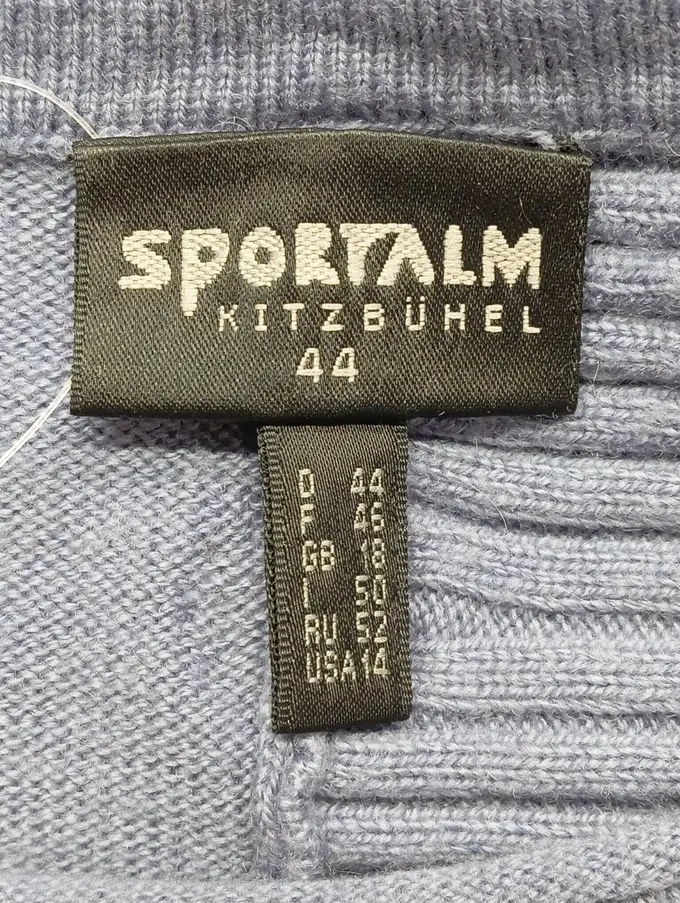 SPORTALM
KITZBÜHEL
44
D 44
F 46
GB 18
I 50
RU 52
USA 14